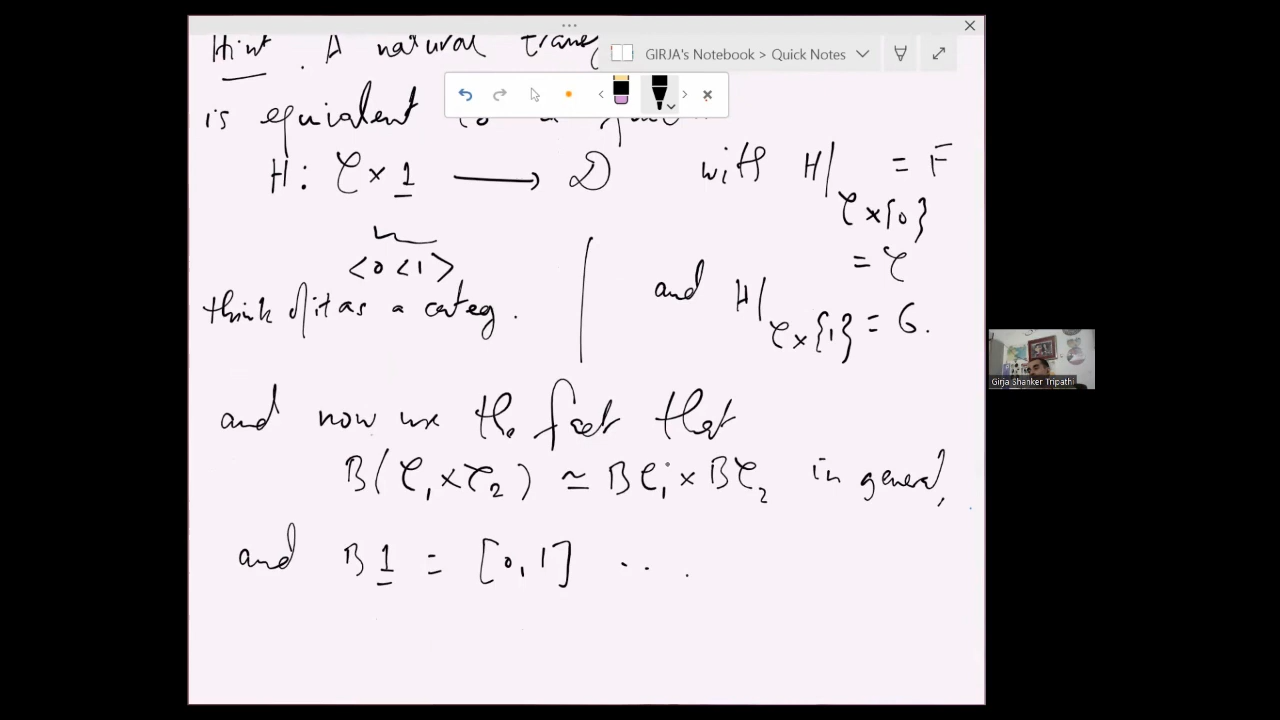 Hint . A natural trans
GIRJA's Notebook > Quick Notes
is equivalent to a
H : 𝒞 × 1 ⟶ 𝒟 with H| 𝒞×{0} = F
= 𝒞
<0<1>
think of it as a categ .
and H| 𝒞×{1} = G.
and now use the fact that
B(𝒞₁×𝒞₂) ≃ B𝒞₁ × B𝒞₂ in general,
and B1 = [0,1] ...
Girja Shanker Tripathi